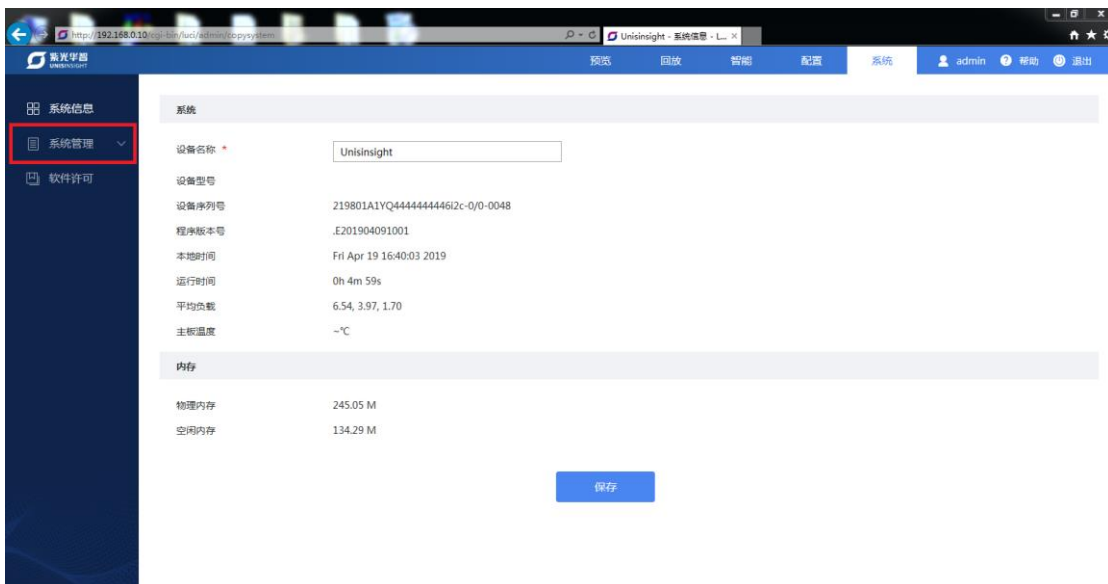 http://192.168.0.10/cgi-bin/luci/admin/copysystem
Unisinsight - 系统信息 - L...
紫光华智
UNISINSIGHT
预览 回放 智能 配置 系统 admin 帮助 退出
系统信息
系统管理
软件许可
系统
设备名称 * Unisinsight
设备型号
设备序列号 219801A1YQ4444444446i2c-0/0-0048
程序版本号 .E201904091001
本地时间 Fri Apr 19 16:40:03 2019
运行时间 0h 4m 59s
平均负载 6.54, 3.97, 1.70
主板温度 ~℃
内存
物理内存 245.05 M
空闲内存 134.29 M
保存